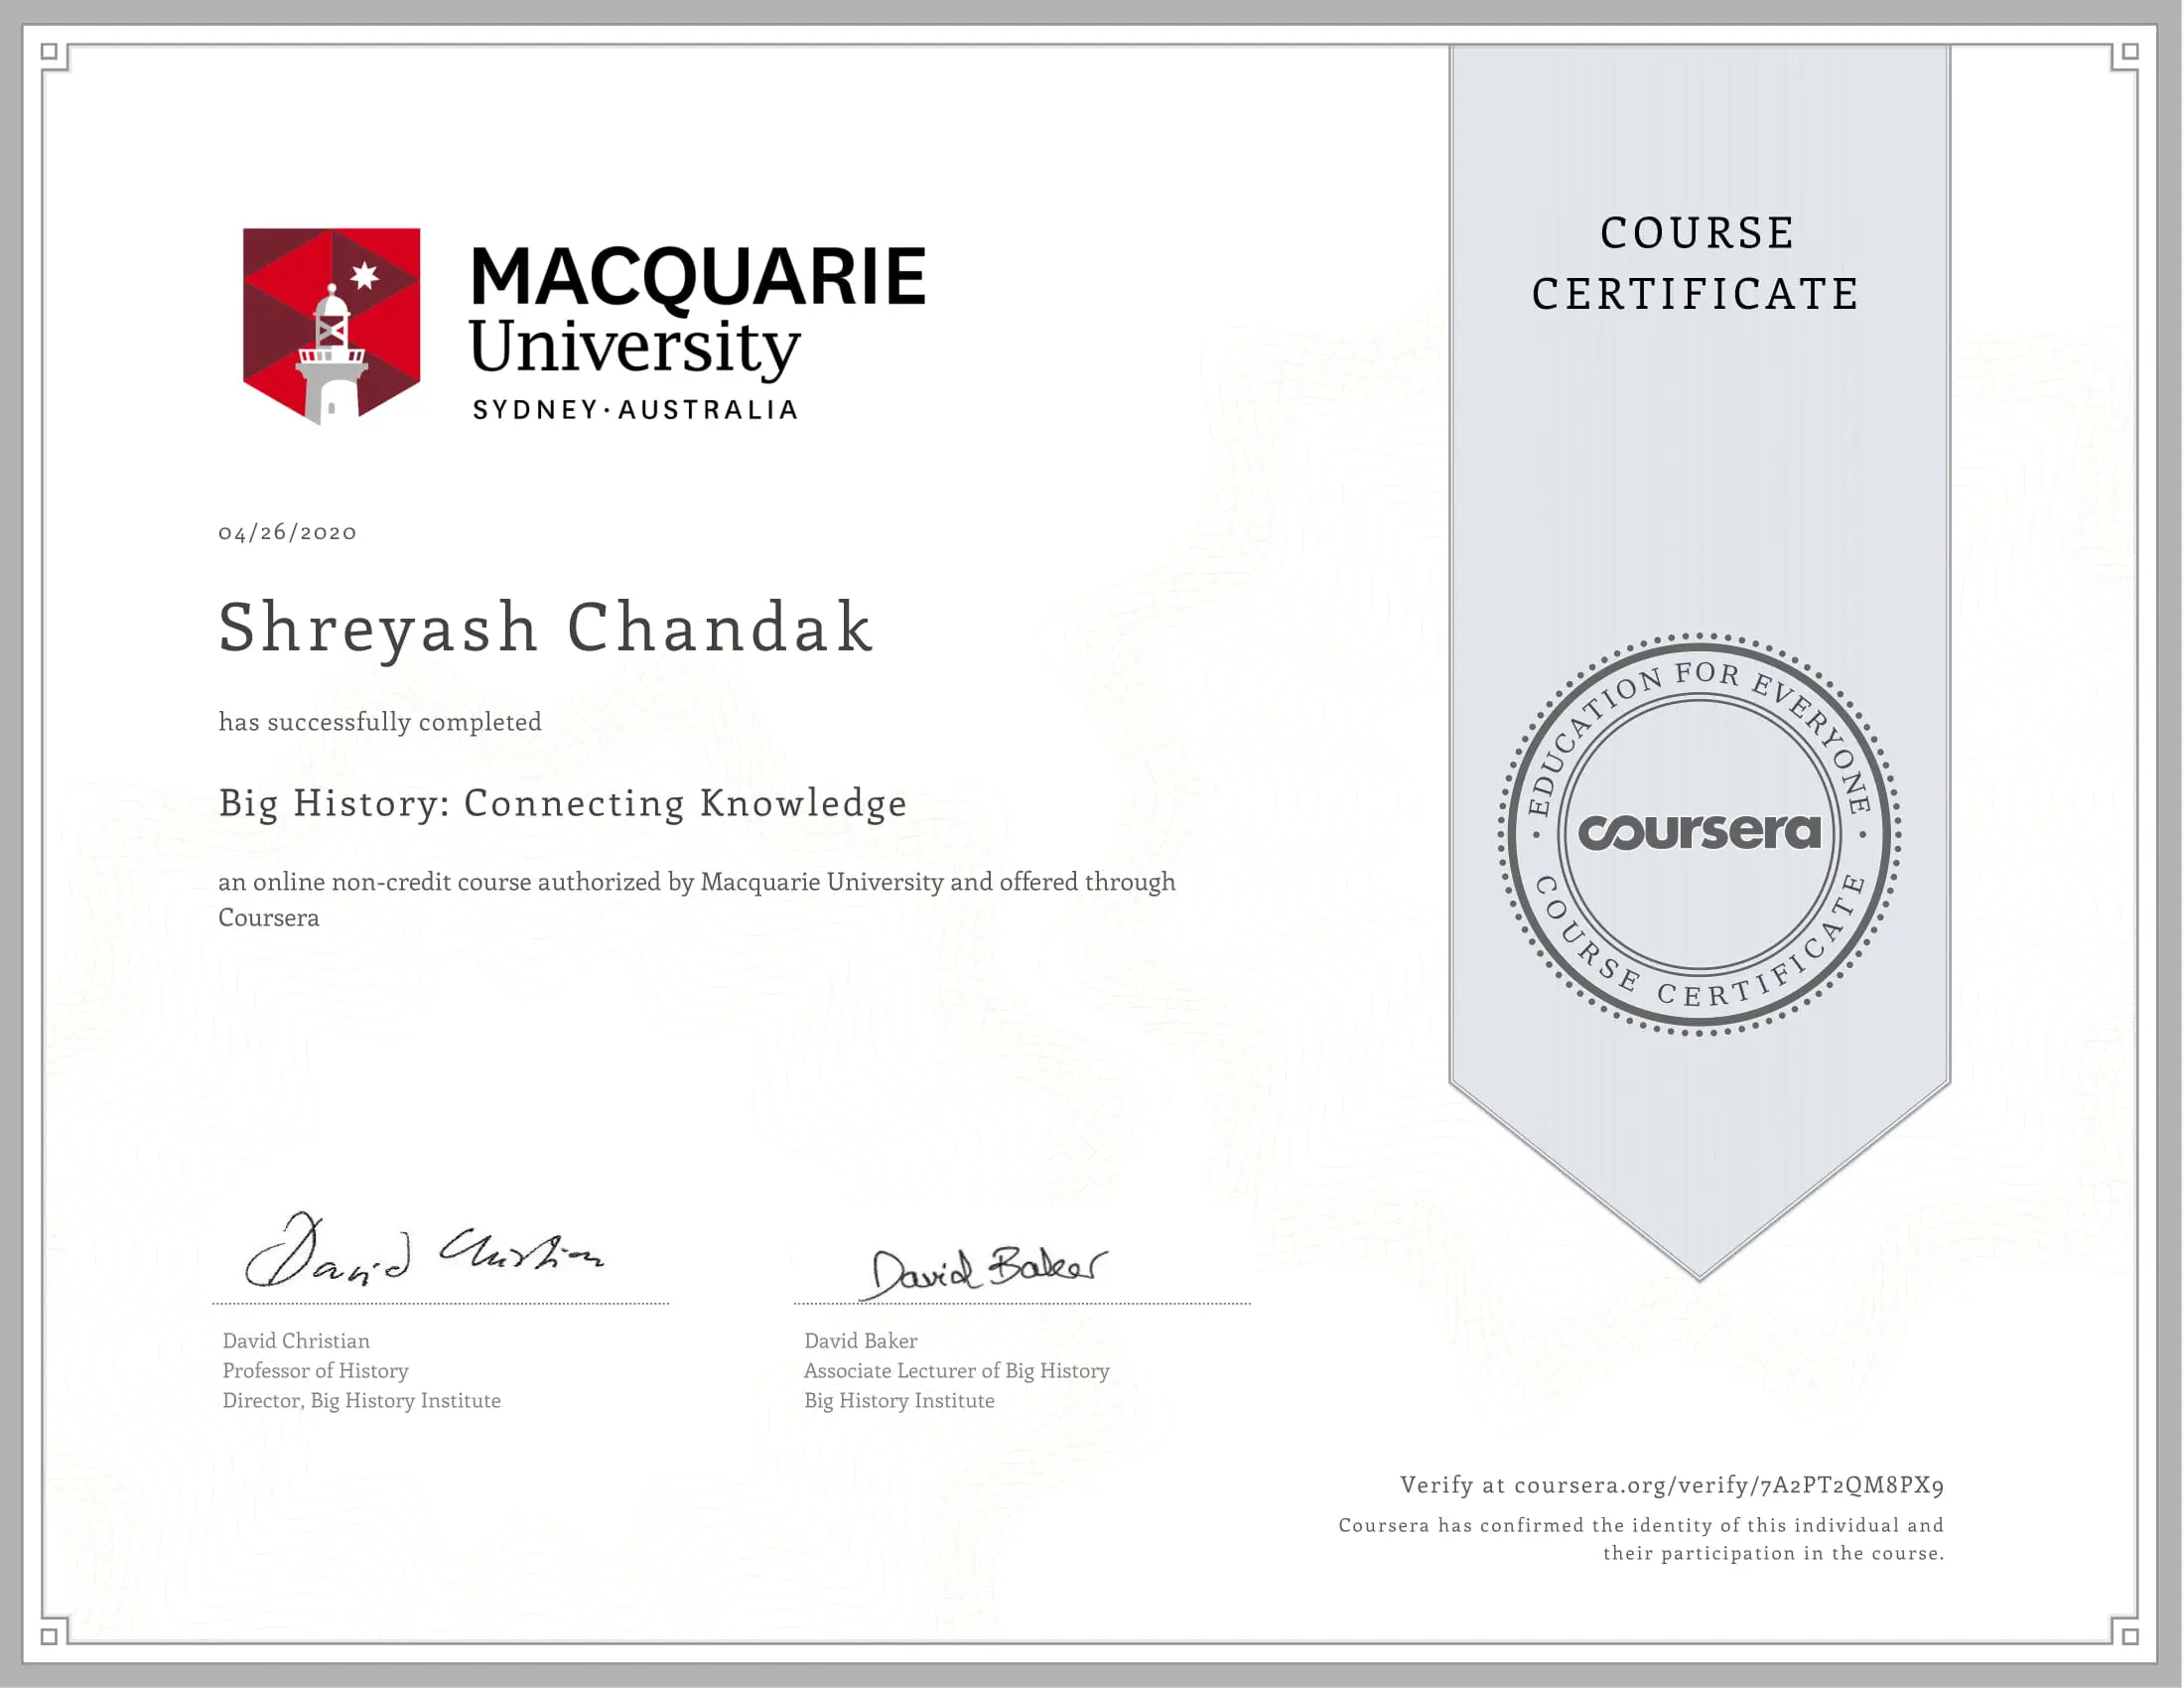 MACQUARIE
University
SYDNEY·AUSTRALIA
04/26/2020
Shreyash Chandak
has successfully completed
Big History: Connecting Knowledge
an online non-credit course authorized by Macquarie University and offered through
Coursera
David Christian
David Christian
Professor of History
Director, Big History Institute
David Baker
David Baker
Associate Lecturer of Big History
Big History Institute
COURSE
CERTIFICATE
· EDUCATION FOR EVERYONE ·
coursera
COURSE CERTIFICATE
Verify at coursera.org/verify/7A2PT2QM8PX9
Coursera has confirmed the identity of this individual and
their participation in the course.